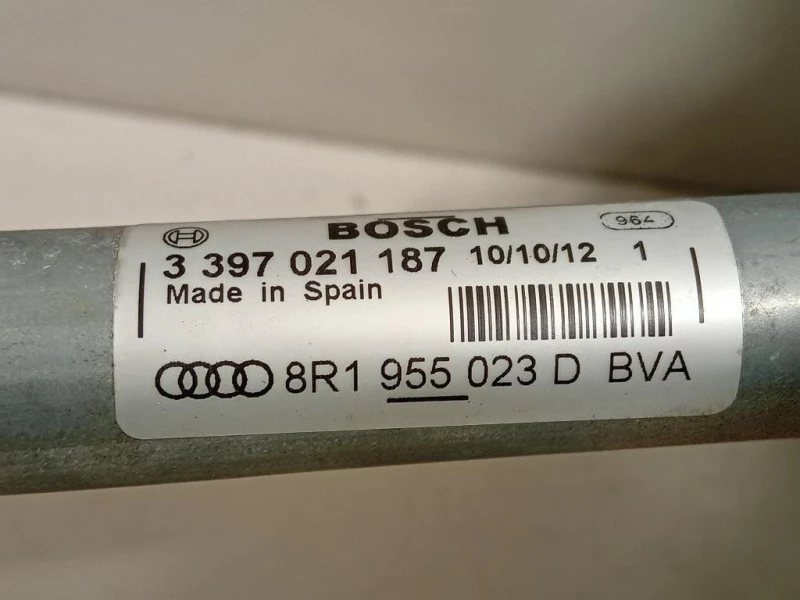 BOSCH 964
3 397 021 187 10/10/12 1
Made in Spain
8R1 955 023 D BVA